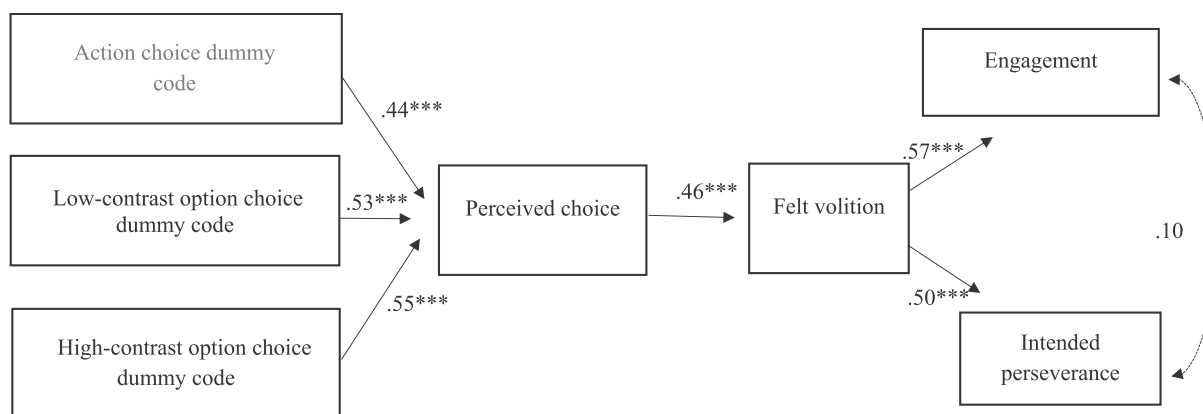 Action choice dummy
code
.44***
Low-contrast option choice
dummy code
.53***
High-contrast option choice
dummy code
.55***
Perceived choice
.46***
Felt volition
.57***
.50***
Engagement
Intended
perseverance
.10